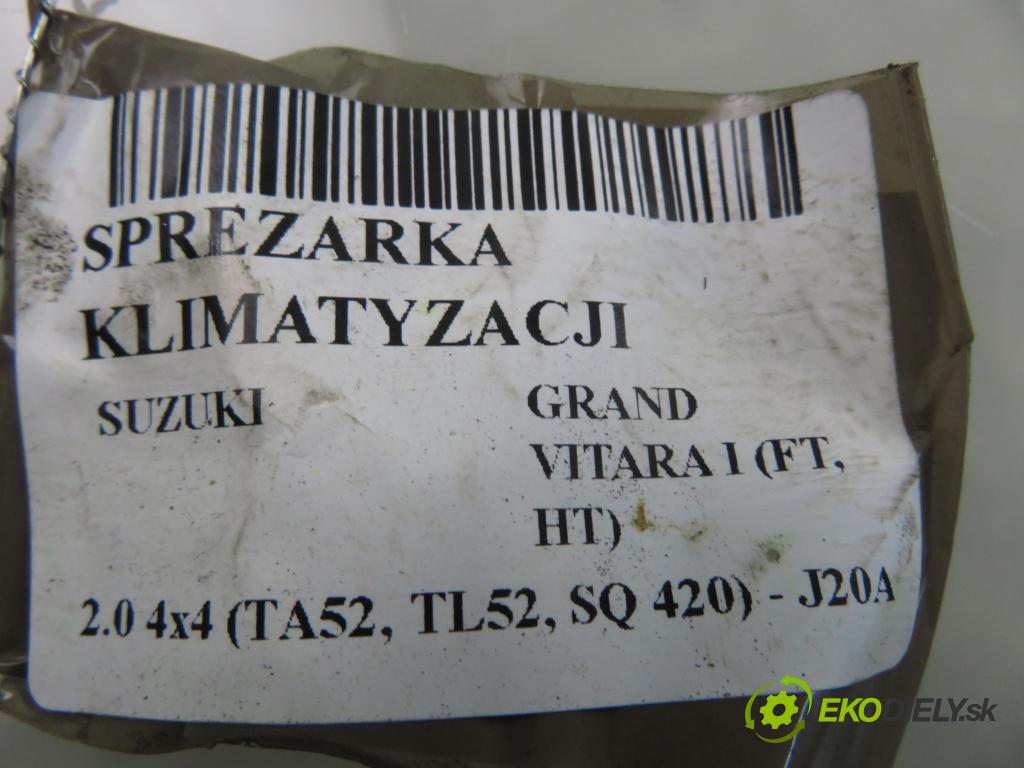 SPREZARKA
KLIMATYZACJI
SUZUKI
GRAND
VITARA I (FT,
HT)
2.0 4x4 (TA52, TL52, SQ 420) - J20A
EKODIELY.sk